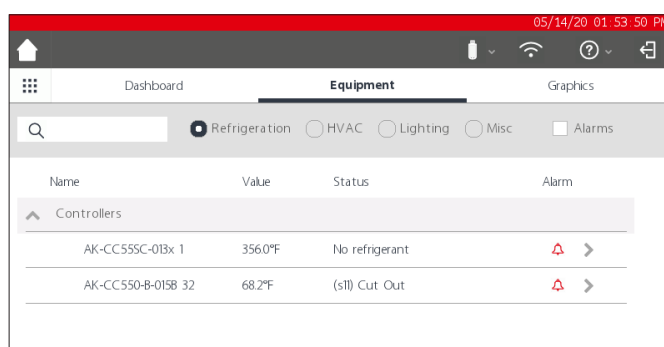 05/14/20 01:53:50 PM
Dashboard Equipment Graphics
Refrigeration HVAC Lighting Misc Alarms
Name Value Status Alarm
Controllers
AK-CC55SC-013x 1 356.0°F No refrigerant
AK-CC550-B-015B 32 68.2°F (s11) Cut Out